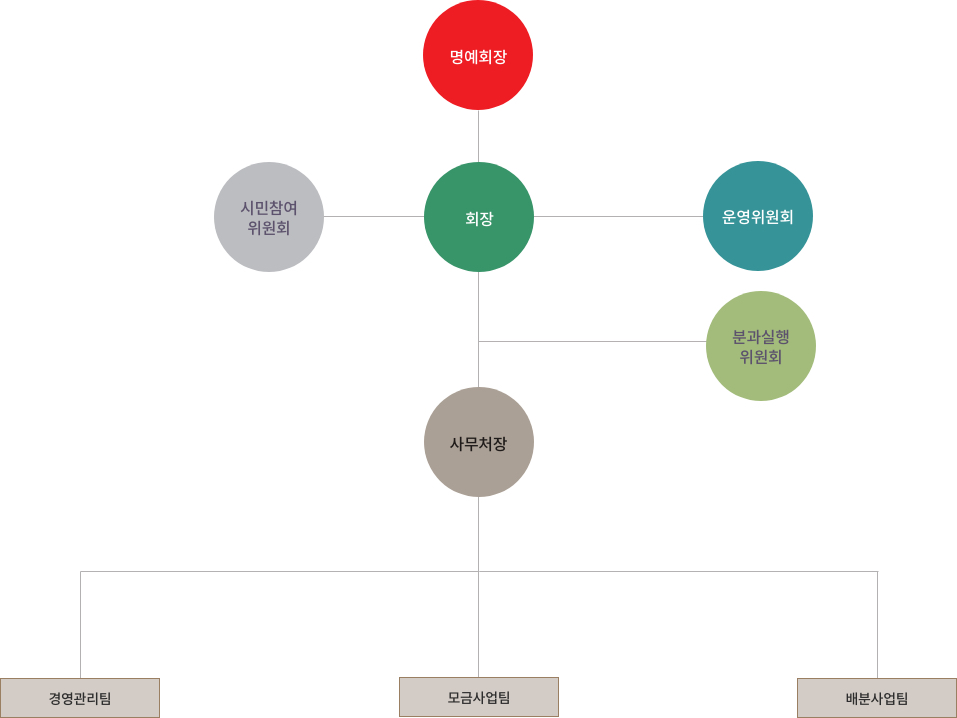 명예회장
시민참여
위원회
회장
운영위원회
분과실행
위원회
사무처장
경영관리팀
모금사업팀
배분사업팀